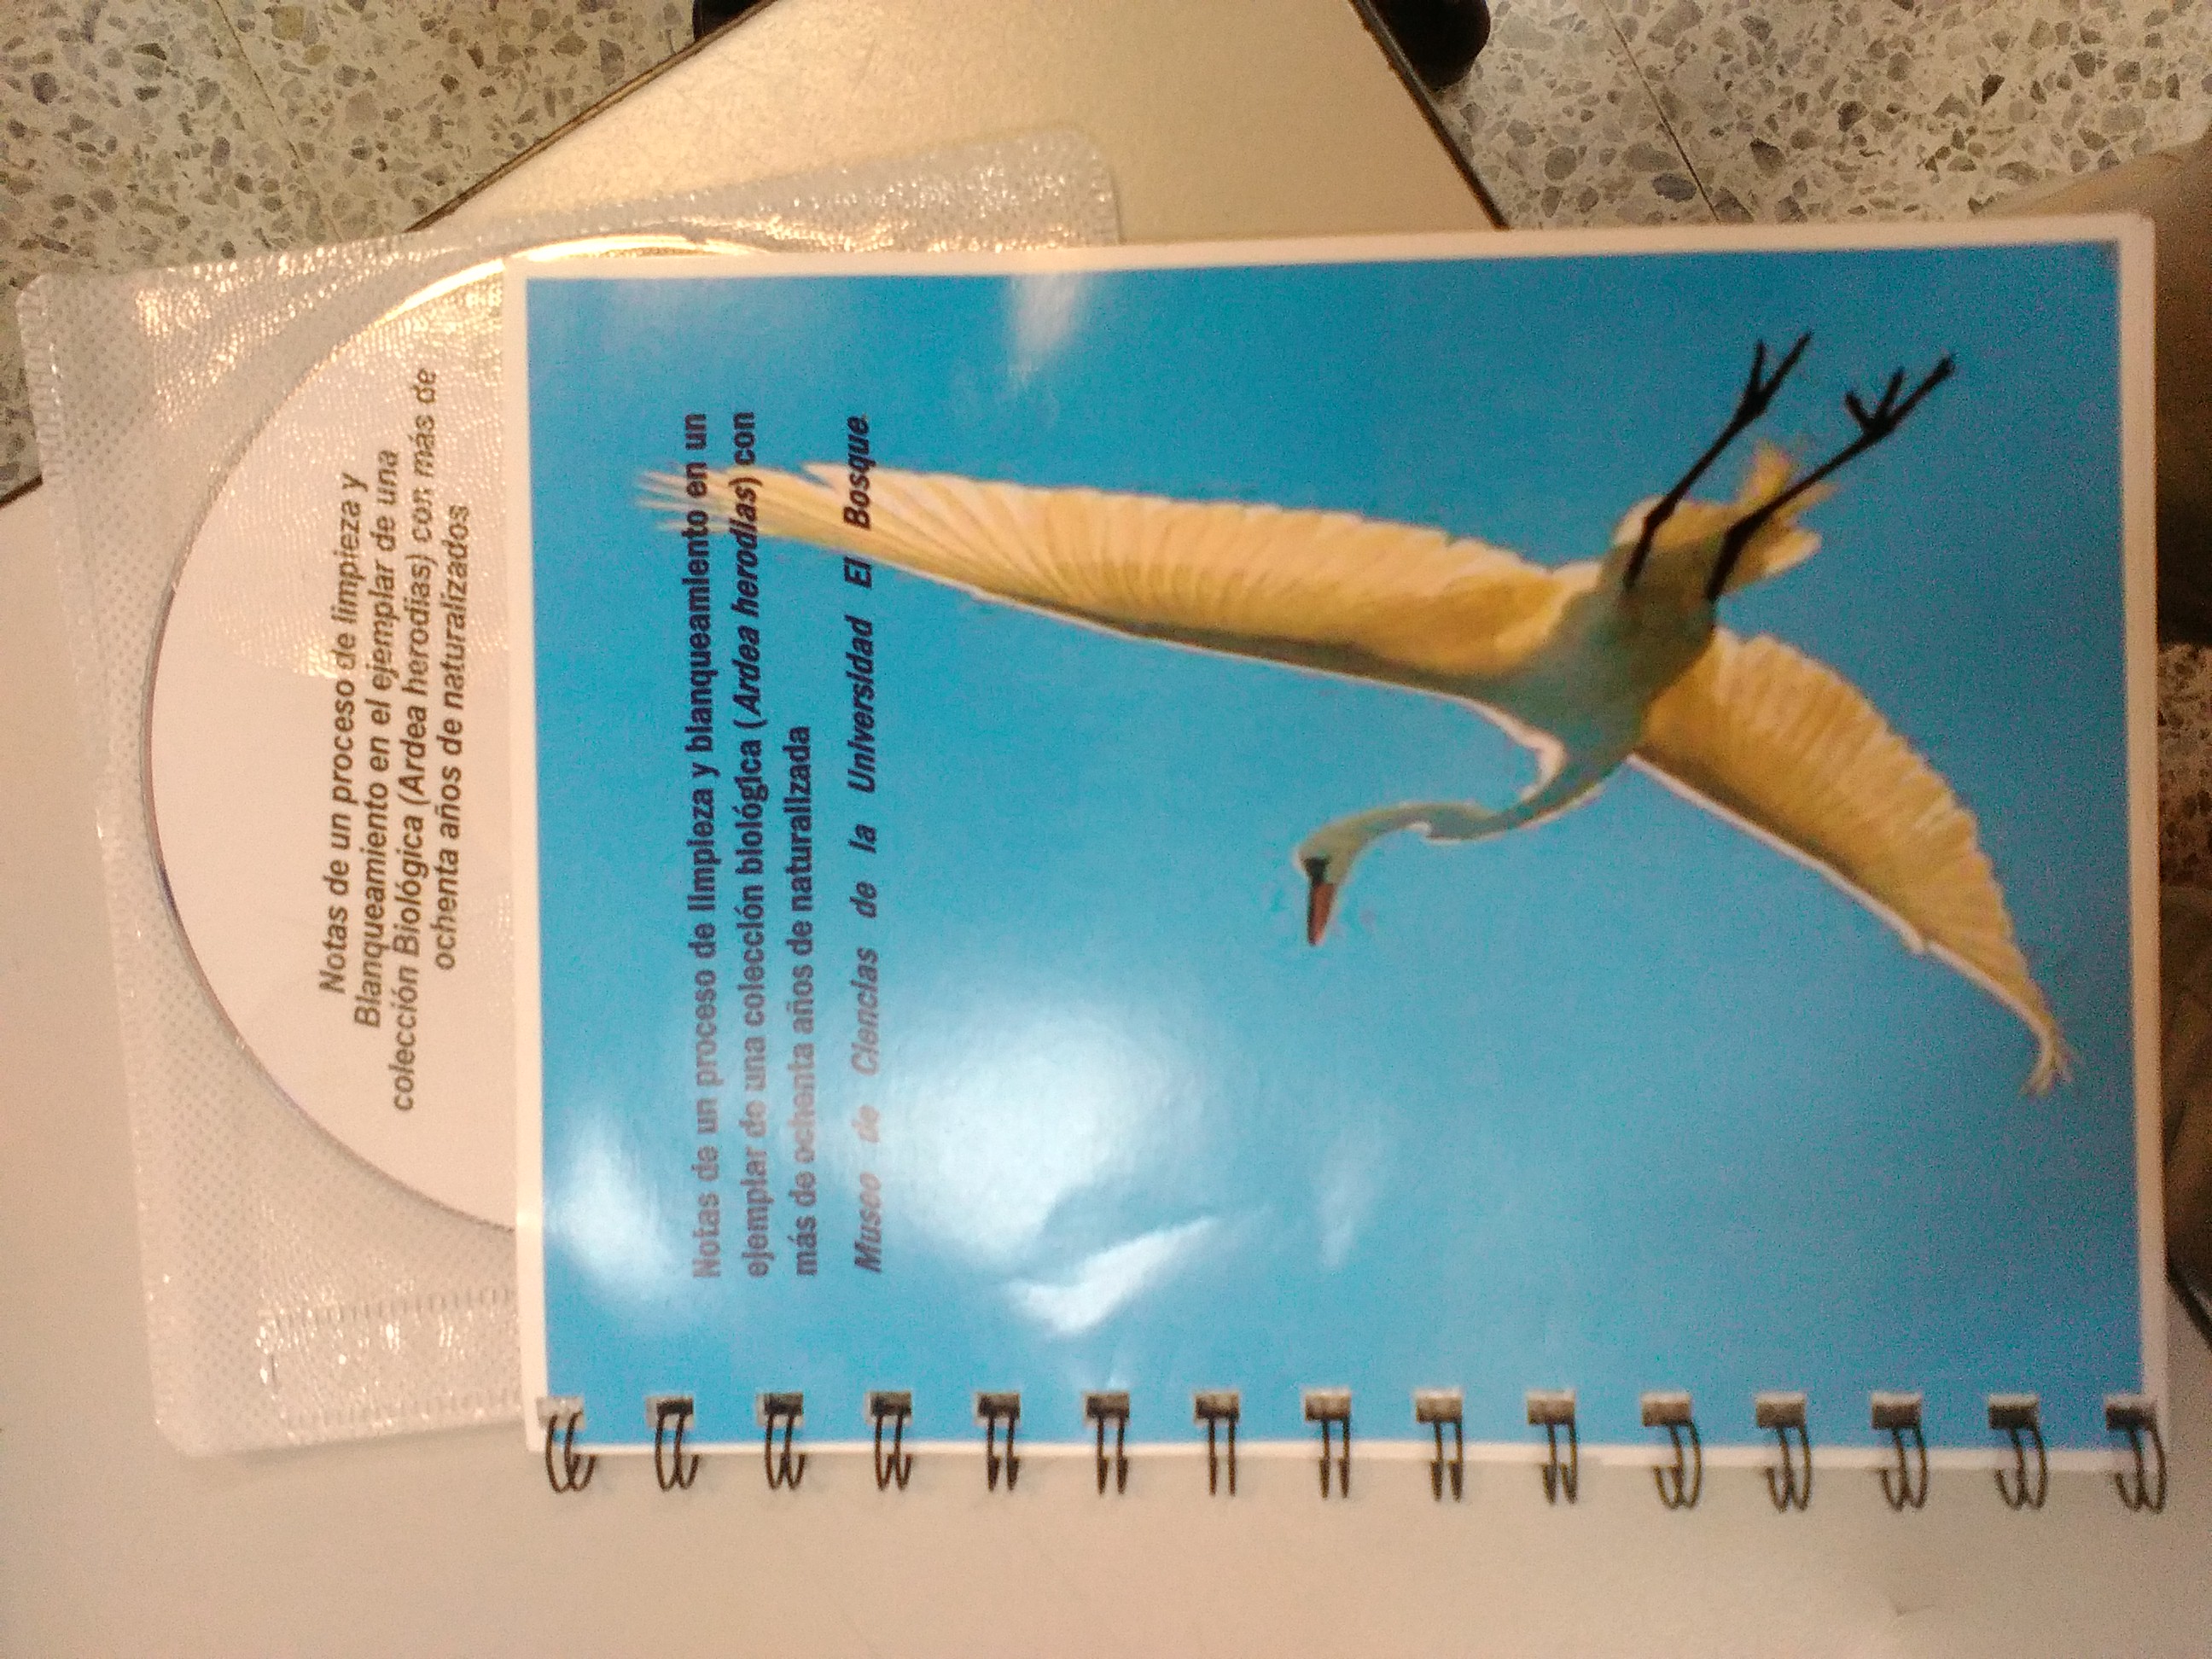 Notas de un proceso de limpieza y
Blanqueamiento en el ejemplar de una
colección Biológica (Ardea herodias) con más de
ochenta años de naturalizados
Notas de un proceso de limpieza y blanqueamiento en un
ejemplar de una colección biológica (Ardea herodias) con
más de ochenta años de naturalizada
Museo de Ciencias de la Universidad El Bosque